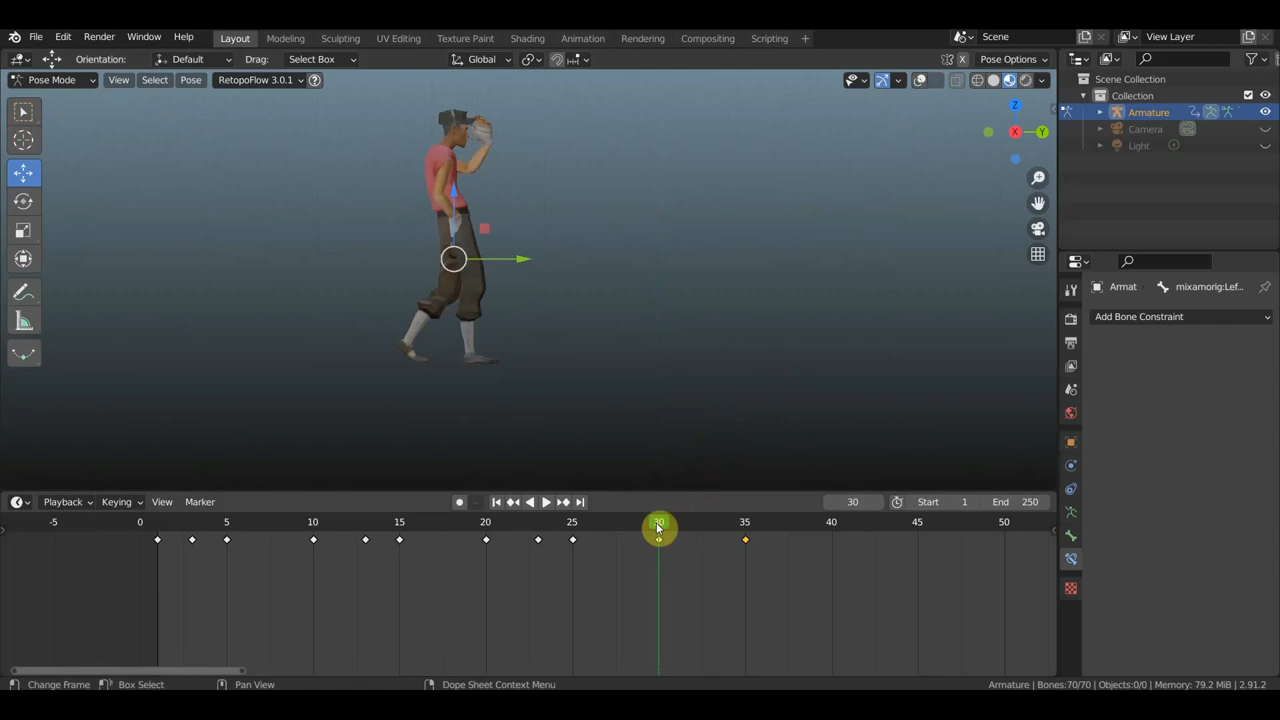 File Edit Render Window Help Layout Modeling Sculpting UV Editing Texture Paint Shading Animation Rendering Compositing Scripting + Scene View Layer
Orientation: Default Drag: Select Box Global X Pose Options
Pose Mode View Select Pose RetopoFlow 3.0.1 ?
Scene Collection
Collection
Armature
Camera
Light
Z
X Y
Armat mixamorig:Lef...
Add Bone Constraint
Playback Keying View Marker 30 Start 1 End 250
-5 0 5 10 15 20 25 30 35 40 45 50
Change Frame Box Select Pan View Dope Sheet Context Menu Armature | Bones:70/70 | Objects:0/0 | Memory: 79.2 MiB | 2.91.2